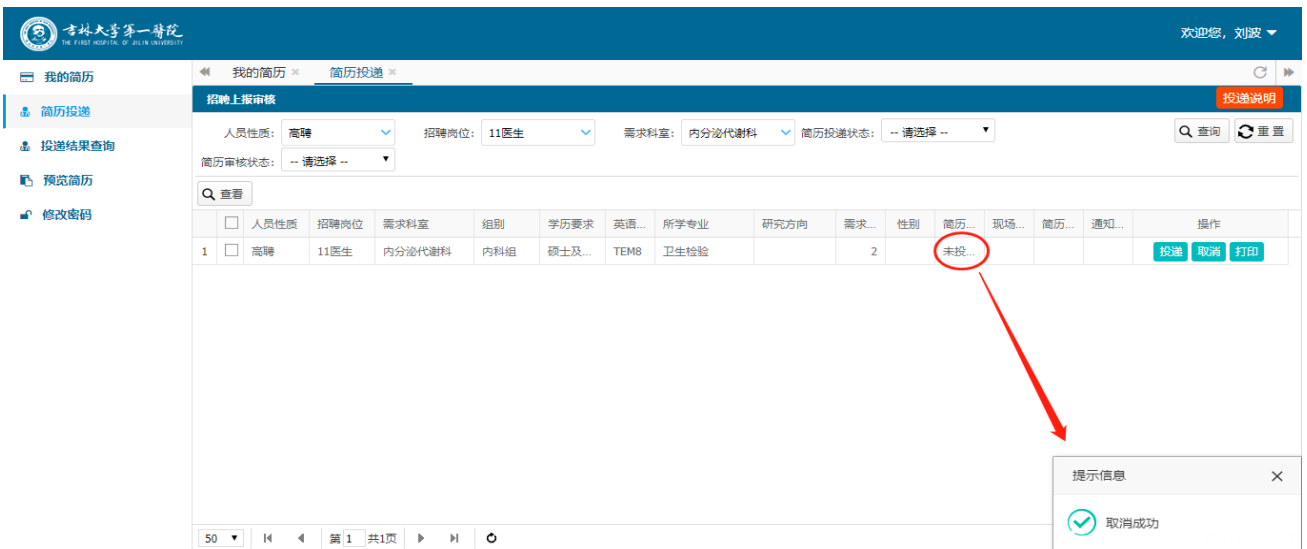 吉林大学第一醫院
THE FIRST HOSPITAL OF JILIN UNIVERSITY
欢迎您，刘波
我的简历
简历投递
投递结果查询
预览简历
修改密码
我的简历 × 简历投递 ×
招聘上报审核 投递说明
人员性质: 高聘 招聘岗位: 11医生 需求科室: 内分泌代谢科 简历投递状态: -- 请选择 -- 查询 重置
简历审核状态: -- 请选择 --
查看
人员性质 招聘岗位 需求科室 组别 学历要求 英语... 所学专业 研究方向 需求... 性别 简历... 现场... 简历... 通知... 操作
1 高聘 11医生 内分泌代谢科 内科组 硕士及... TEM8 卫生检验 2 未投... 投递 取消 打印
提示信息 ×
取消成功
50 第 1 共1页